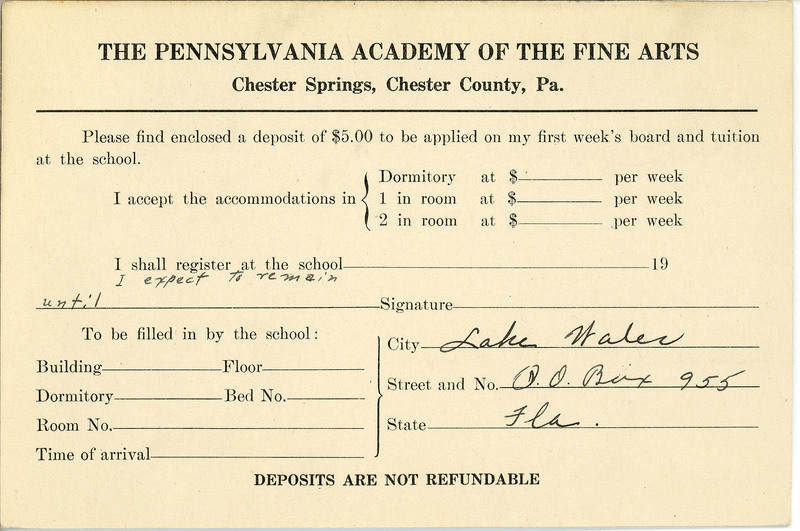 THE PENNSYLVANIA ACADEMY OF THE FINE ARTS
Chester Springs, Chester County, Pa.
Please find enclosed a deposit of $5.00 to be applied on my first week's board and tuition
at the school.
I accept the accommodations in
Dormitory at $ per week
1 in room at $ per week
2 in room at $ per week
I shall register at the school 19
I expect to remain
until Signature
To be filled in by the school:
Building Floor
Dormitory Bed No.
Room No.
Time of arrival
City Lake Wales
Street and No. P.O. Box 955
State Fla.
DEPOSITS ARE NOT REFUNDABLE